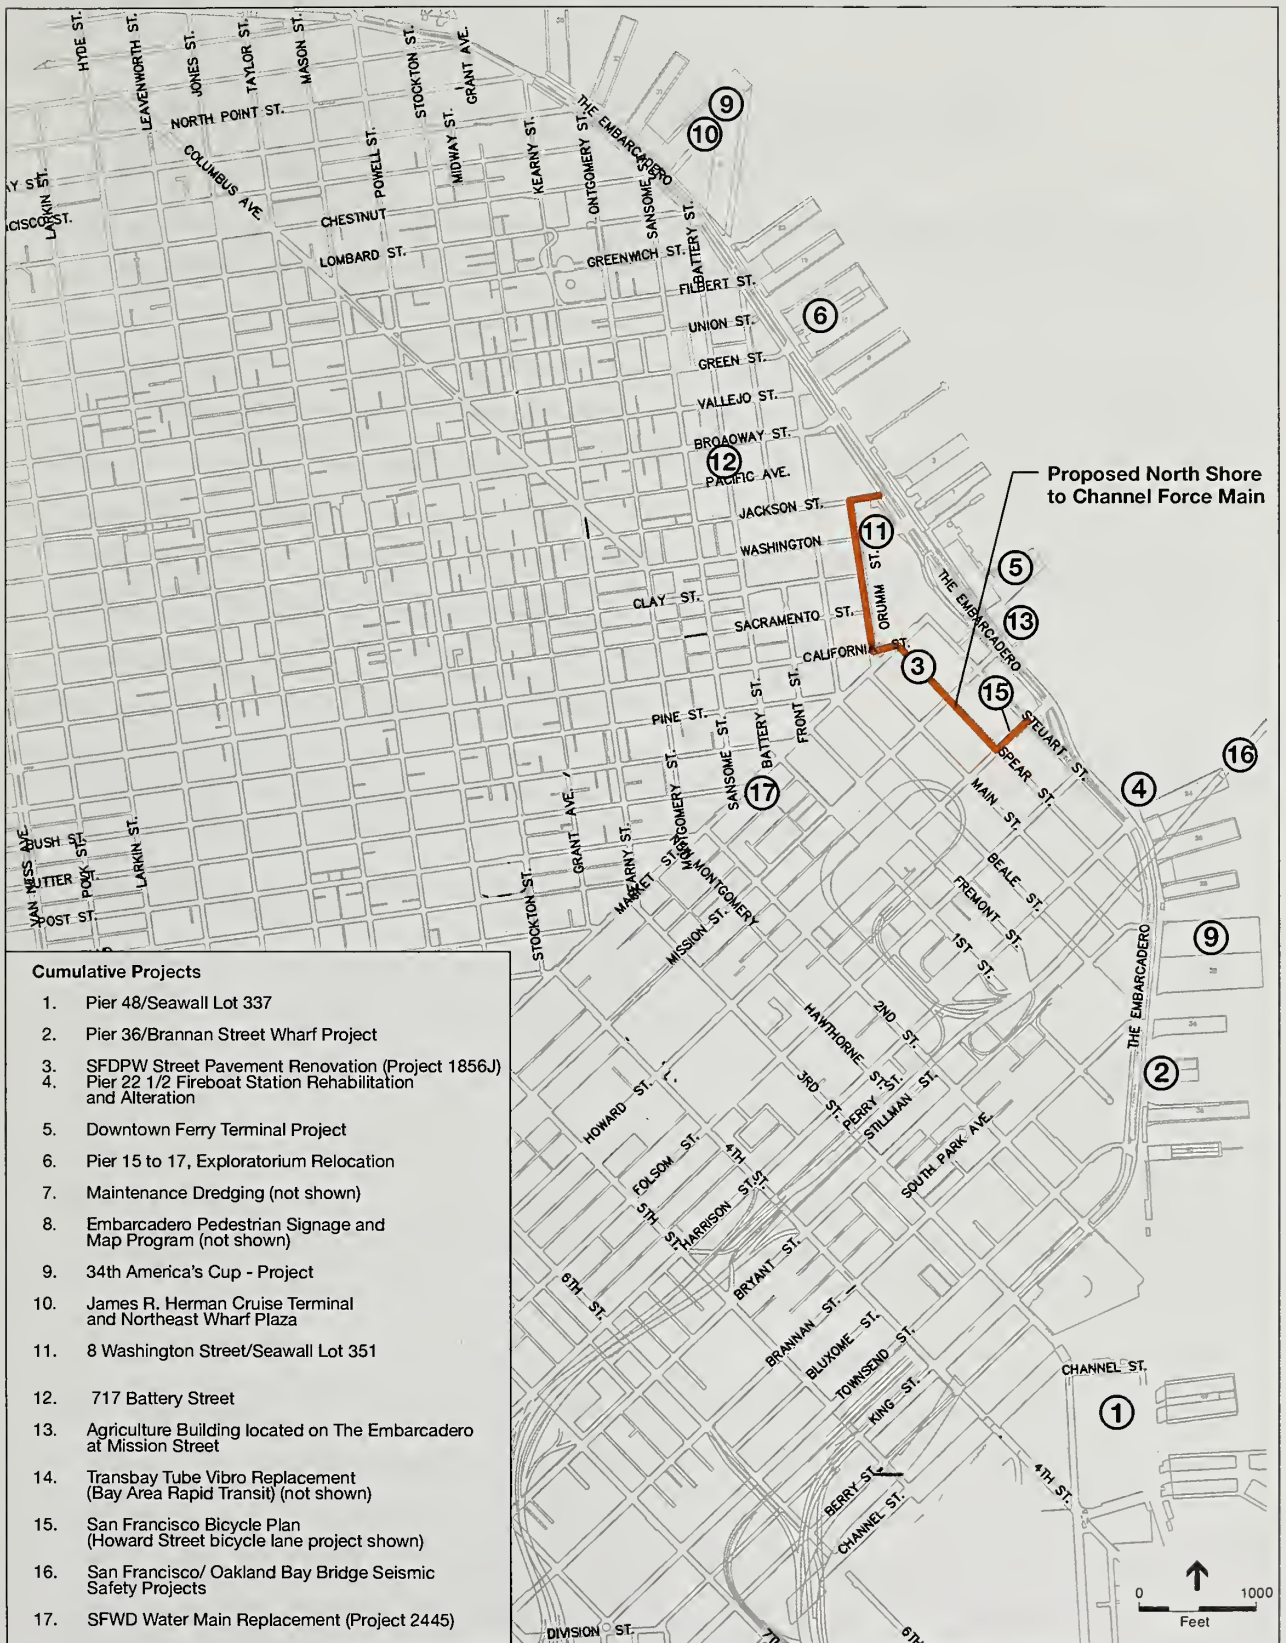 HYDE ST.
LEAVENWORTH ST.
JONES ST.
TAYLOR ST.
MASON ST.
STOCKTON ST.
GRANT AVE.
NORTH POINT ST.
COLUMBUS AVE.
POWELL ST.
MIDWAY ST.
KEARNY ST.
ONTGOMERY ST.
THE EMBARCADERO
SANSOME ST.
BATTERY ST.
9
10
AY ST.
CISCO ST.
LARKIN ST.
CHESTNUT
LOMBARD ST.
GREENWICH ST.
FILBERT ST.
UNION ST.
6
GREEN ST.
VALLEJO ST.
BROADWAY ST.
12
PACIFIC AVE.
JACKSON ST.
11
WASHINGTON
Proposed North Shore
to Channel Force Main
5
THE EMBARCADERO
13
CLAY ST.
SACRAMENTO ST.
ORUMM ST.
CALIFORNIA ST.
3
15
STEUART ST.
SPEAR ST.
MAIN ST.
16
4
PINE ST.
SANSOME ST.
BATTERY ST.
FRONT ST.
MONTGOMERY ST.
17
VAN NESS AVE.
BUSH ST.
UTTER ST.
POLK ST.
POST ST.
LARKIN ST.
GRANT AVE.
KEARNY ST.
STOCKTON ST.
MARKET ST.
NEW MONTGOMERY
MISSION ST.
BEALE ST.
FREMONT ST.
1ST ST.
9
THE EMBARCADERO
2ND ST.
HAWTHORNE ST.
3RD ST.
PERRY ST.
STILLMAN ST.
2
SOUTH PARK AVE.
HOWARD ST.
FOLSOM ST.
4TH ST.
HARRISON ST.
5TH ST.
BRYANT ST.
6TH ST.
BRANNAN ST.
BLUXOME ST.
TOWNSEND ST.
KING ST.
CHANNEL ST.
1
4TH ST.
BERRY ST.
CHANNEL ST.
DIVISION ST.
6TH
Cumulative Projects
1. Pier 48/Seawall Lot 337
2. Pier 36/Brannan Street Wharf Project
3. SFDPW Street Pavement Renovation (Project 1856J)
4. Pier 22 1/2 Fireboat Station Rehabilitation
and Alteration
5. Downtown Ferry Terminal Project
6. Pier 15 to 17, Exploratorium Relocation
7. Maintenance Dredging (not shown)
8. Embarcadero Pedestrian Signage and
Map Program (not shown)
9. 34th America's Cup - Project
10. James R. Herman Cruise Terminal
and Northeast Wharf Plaza
11. 8 Washington Street/Seawall Lot 351
12. 717 Battery Street
13. Agriculture Building located on The Embarcadero
at Mission Street
14. Transbay Tube Vibro Replacement
(Bay Area Rapid Transit) (not shown)
15. San Francisco Bicycle Plan
(Howard Street bicycle lane project shown)
16. San Francisco/ Oakland Bay Bridge Seismic
Safety Projects
17. SFWD Water Main Replacement (Project 2445)
0 1000
Feet